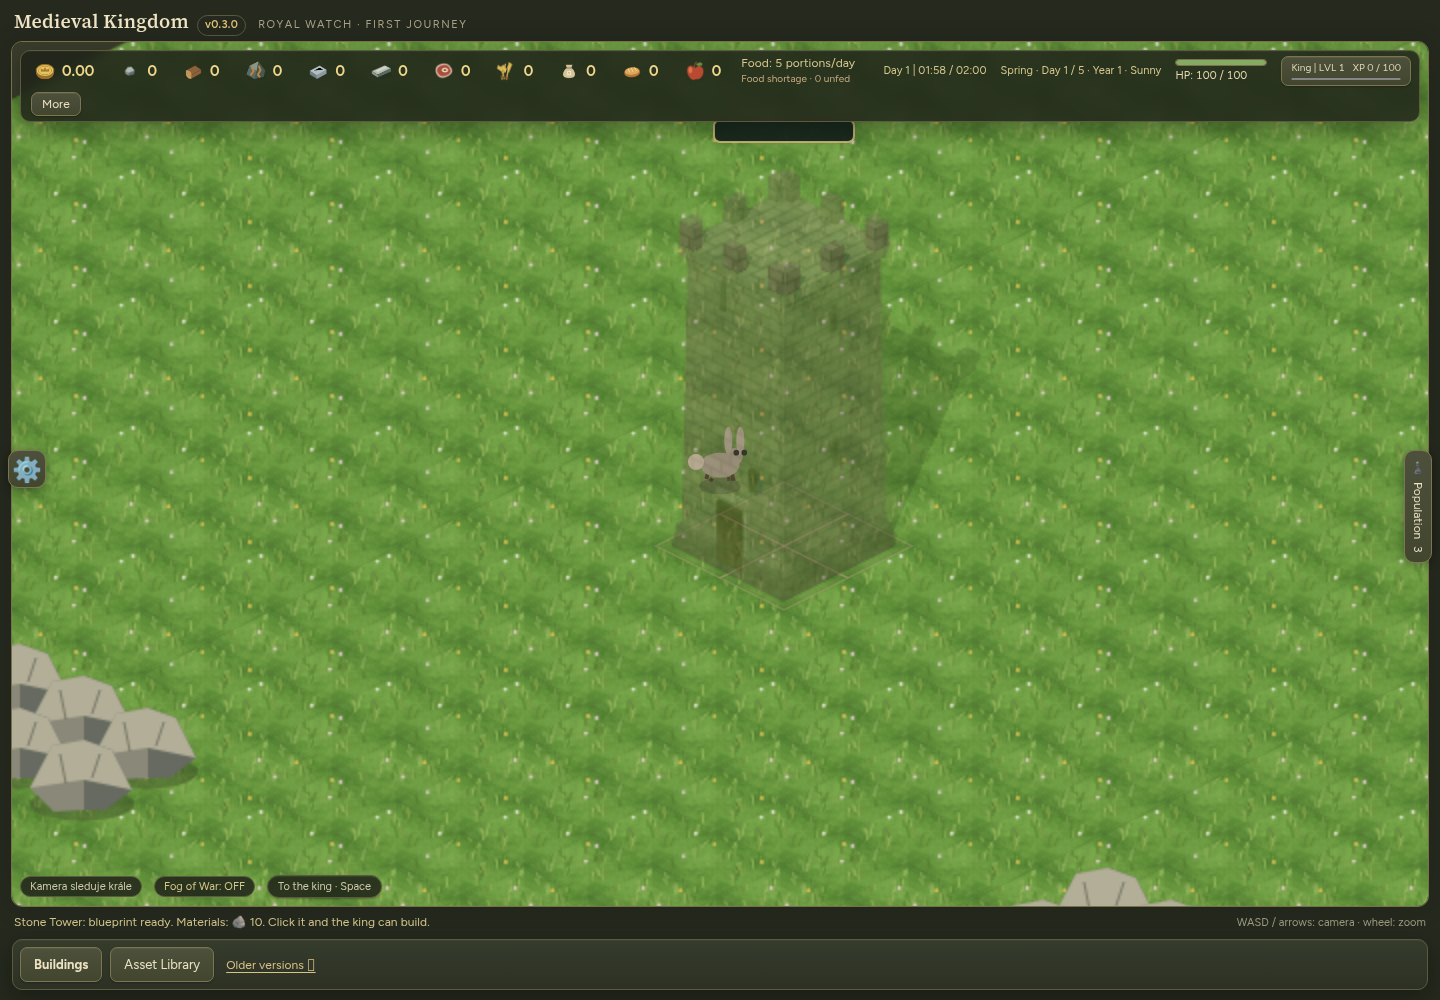 Medieval Kingdom v0.3.0 ROYAL WATCH · FIRST JOURNEY
0.00 0 0 0 0 0 0 0 0 0 0
Food: 5 portions/day
Food shortage · 0 unfed
Day 1 | 01:58 / 02:00
Spring · Day 1 / 5 · Year 1 · Sunny
HP: 100 / 100
King | LVL 1 XP 0 / 100
More
Population 3
Kamera sleduje krále
Fog of War: OFF
To the king · Space
Stone Tower: blueprint ready. Materials: 10. Click it and the king can build.
WASD / arrows: camera · wheel: zoom
Buildings
Asset Library
Older versions